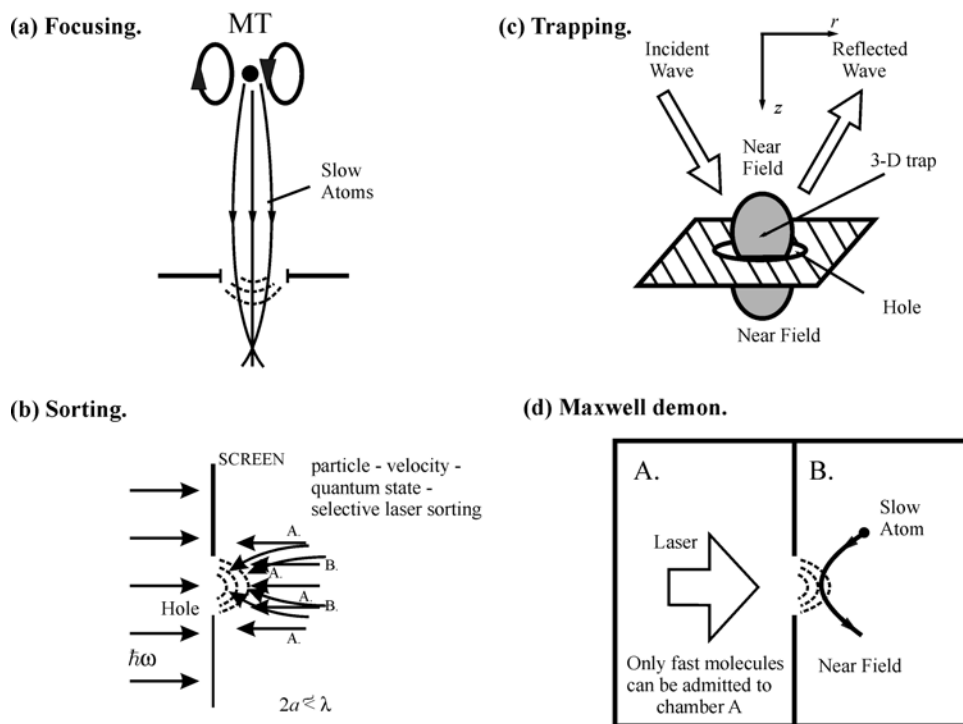 (a) Focusing.
MT
Slow
Atoms
(c) Trapping.
r
Incident
Wave
Reflected
Wave
z
Near
Field
3-D trap
Hole
Near Field
(b) Sorting.
SCREEN
particle - velocity -
quantum state -
selective laser sorting
A.
B.
A.
A.
B.
A.
Hole
ħω
2a ⪝ λ
(d) Maxwell demon.
A.
B.
Slow
Atom
Laser
Only fast molecules
can be admitted to
chamber A
Near Field